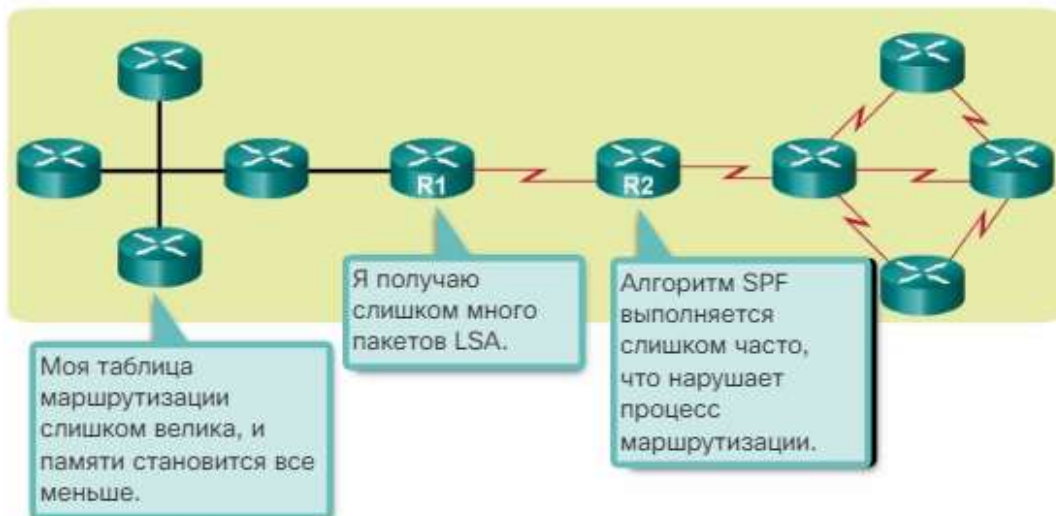 R1
R2
Я получаю
слишком много
пакетов LSA.
Алгоритм SPF
выполняется
слишком часто,
что нарушает
процесс
маршрутизации.
Моя таблица
маршрутизации
слишком велика, и
памяти становится все
меньше.